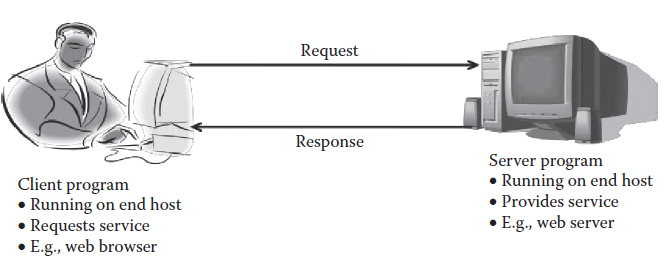 Request
Response
Client program
• Running on end host
• Requests service
• E.g., web browser
Server program
• Running on end host
• Provides service
• E.g., web server